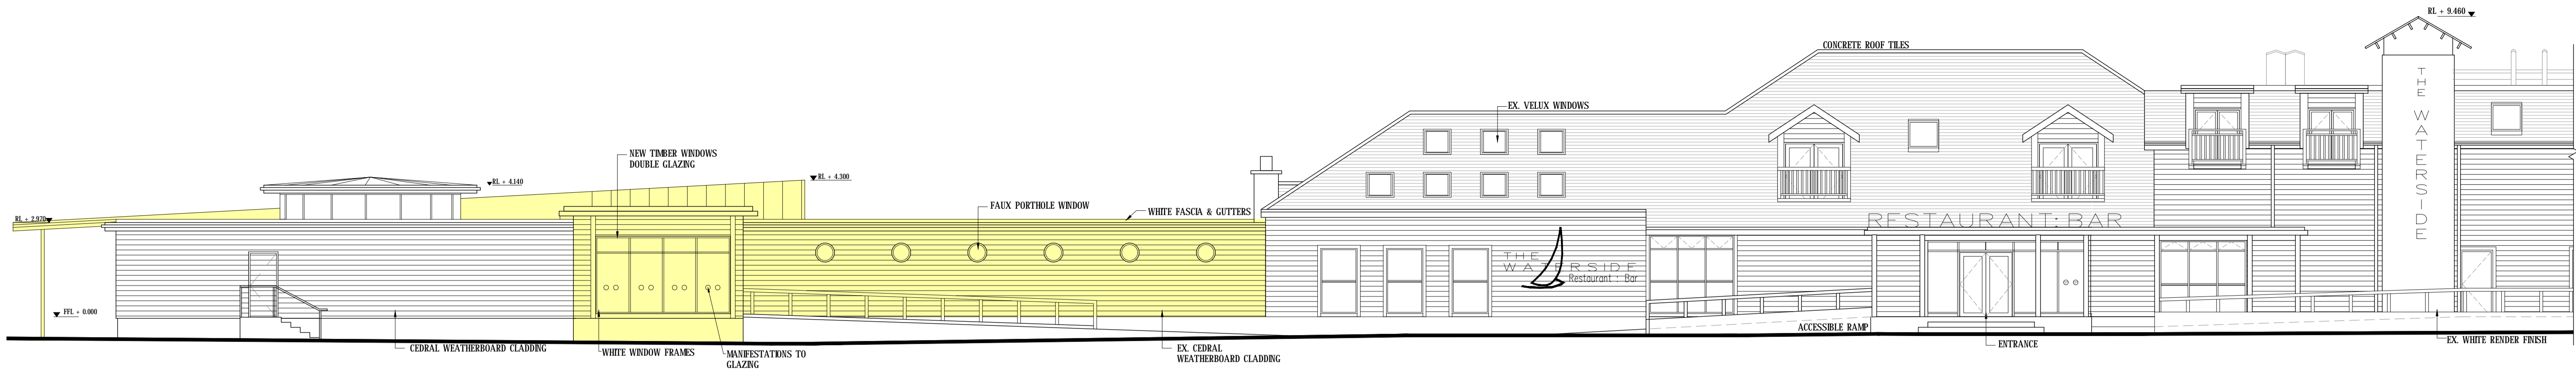 RL + 9.460
CONCRETE ROOF TILES
THE WATERSIDE
EX. VELUX WINDOWS
NEW TIMBER WINDOWS
DOUBLE GLAZING
RL + 4.140
RL + 4.300
RL + 2.970
FAUX PORTHOLE WINDOW
WHITE FASCIA & GUTTERS
RESTAURANT: BAR
THE
WATERSIDE
Restaurant : Bar
FFL + 0.000
ACCESSIBLE RAMP
CEDRAL WEATHERBOARD CLADDING
WHITE WINDOW FRAMES
MANIFESTATIONS TO
GLAZING
EX. CEDRAL
WEATHERBOARD CLADDING
ENTRANCE
EX. WHITE RENDER FINISH